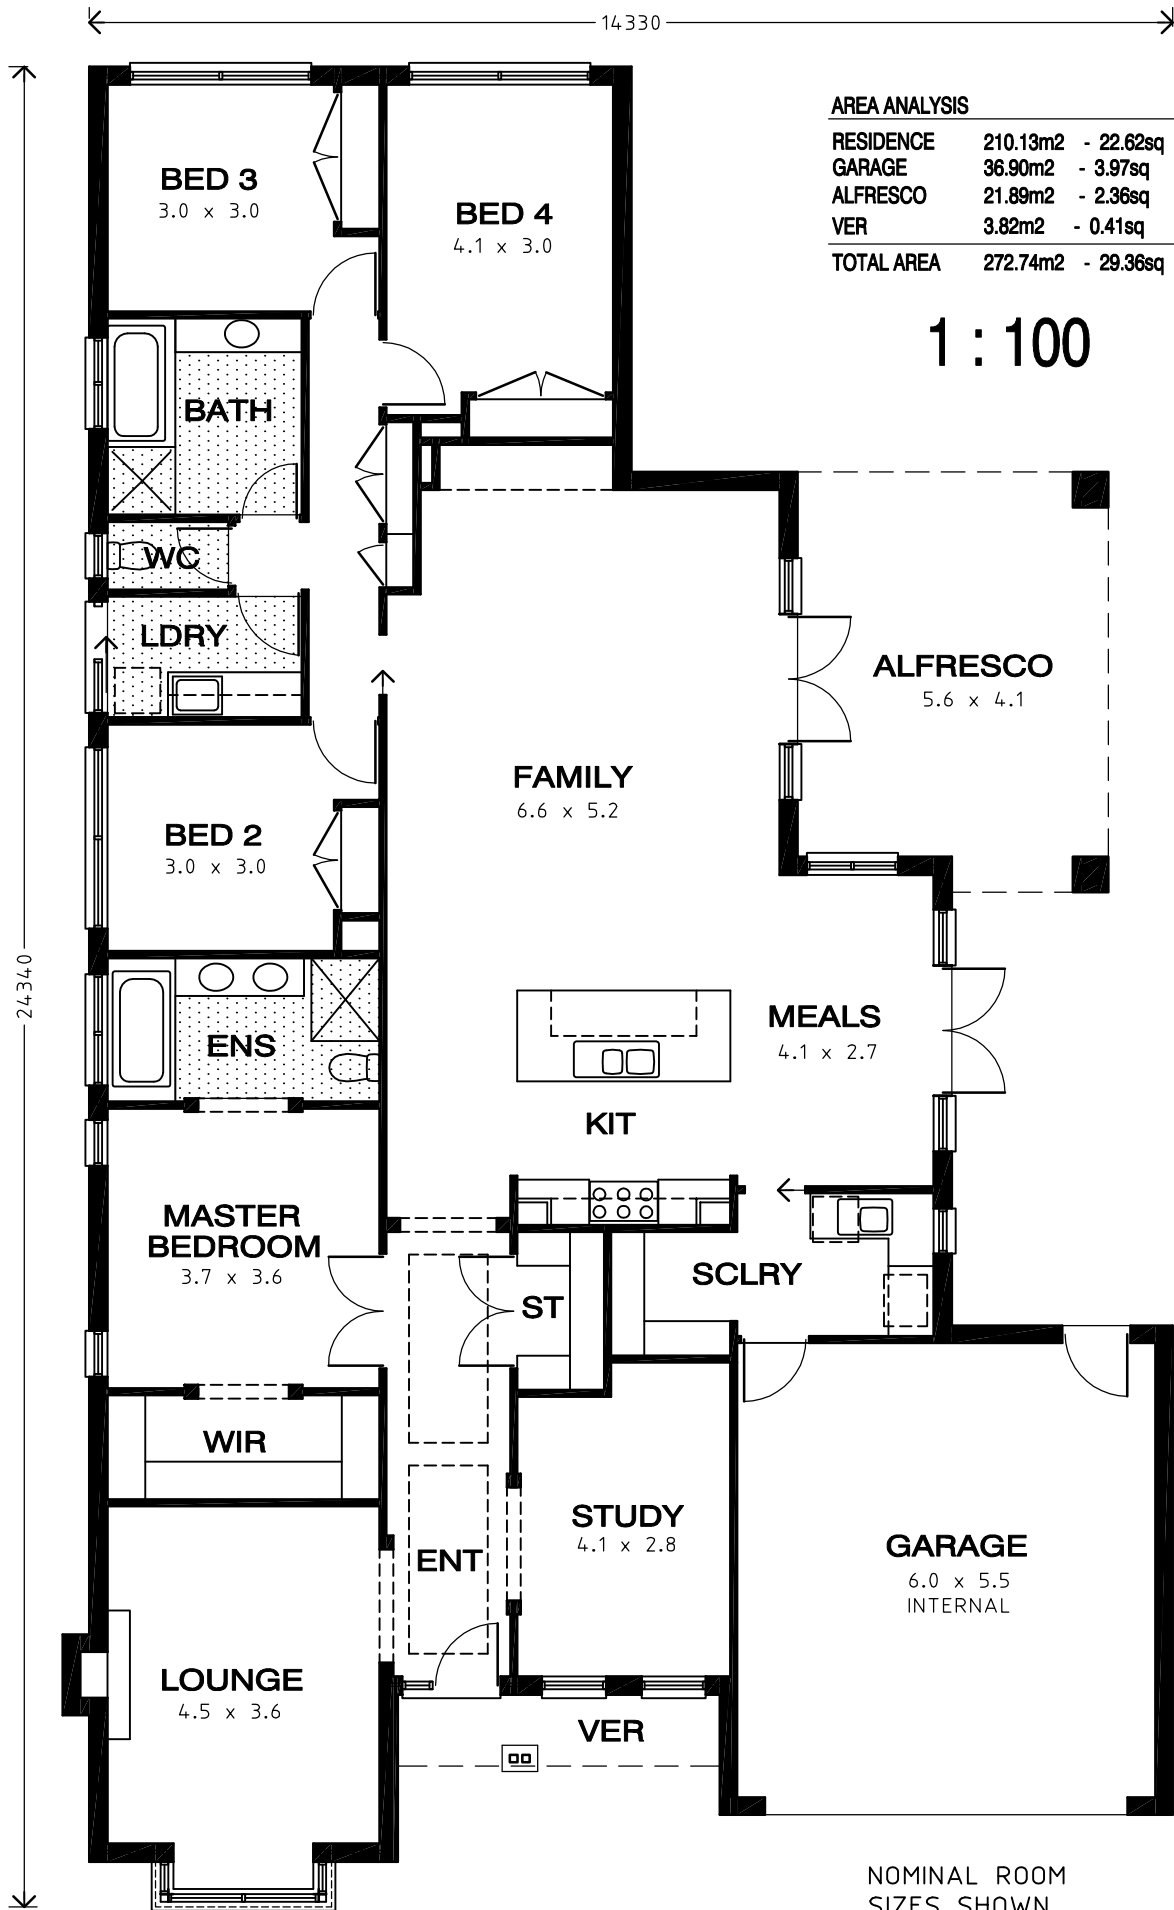 14330
AREA ANALYSIS
RESIDENCE 210.13m2 - 22.62sq
GARAGE 36.90m2 - 3.97sq
ALFRESCO 21.89m2 - 2.36sq
VER 3.82m2 - 0.41sq
TOTAL AREA 272.74m2 - 29.36sq
1 : 100
BED 3
3.0 x 3.0
BED 4
4.1 x 3.0
BATH
WC
LDRY
ALFRESCO
5.6 x 4.1
FAMILY
6.6 x 5.2
BED 2
3.0 x 3.0
24340
ENS
MEALS
4.1 x 2.7
KIT
MASTER
BEDROOM
3.7 x 3.6
SCLRY
ST
WIR
STUDY
4.1 x 2.8
ENT
GARAGE
6.0 x 5.5
INTERNAL
LOUNGE
4.5 x 3.6
VER
NOMINAL ROOM
SIZES SHOWN